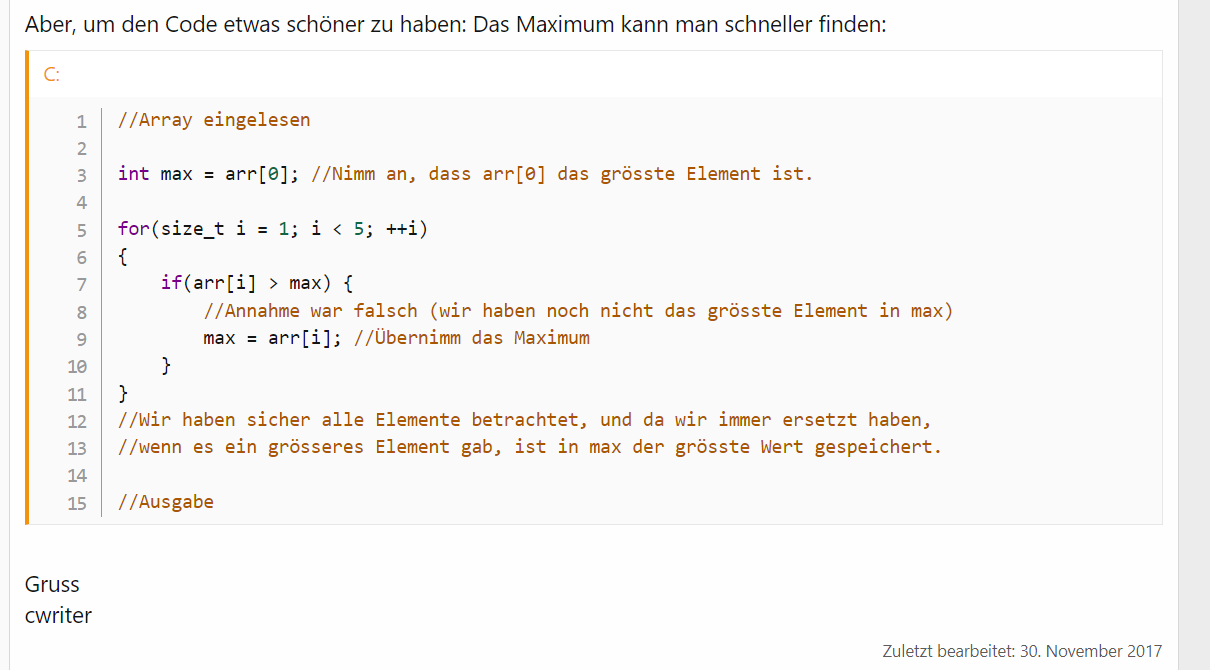 Aber, um den Code etwas schöner zu haben: Das Maximum kann man schneller finden:
C:
1 //Array eingelesen
2
3 int max = arr[0]; //Nimm an, dass arr[0] das grösste Element ist.
4
5 for(size_t i = 1; i < 5; ++i)
6 {
7     if(arr[i] > max) {
8         //Annahme war falsch (wir haben noch nicht das grösste Element in max)
9         max = arr[i]; //Übernimm das Maximum
10     }
11 }
12 //Wir haben sicher alle Elemente betrachtet, und da wir immer ersetzt haben,
13 //wenn es ein grösseres Element gab, ist in max der grösste Wert gespeichert.
14
15 //Ausgabe
Gruss
cwriter
Zuletzt bearbeitet: 30. November 2017